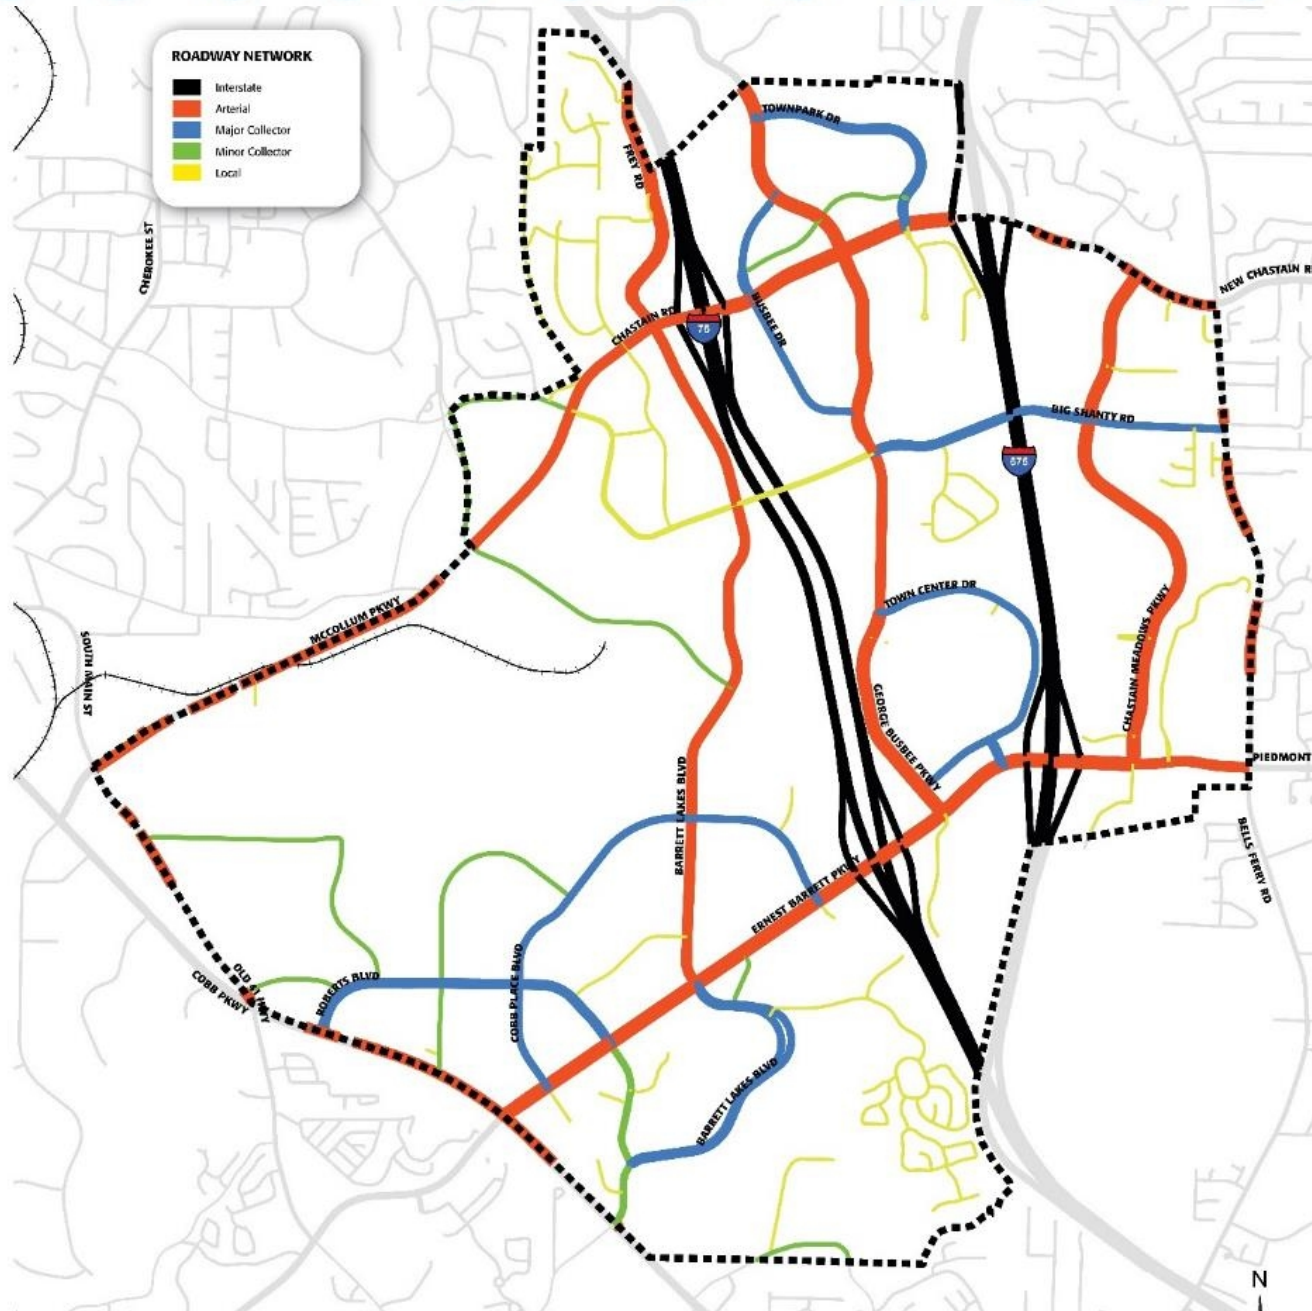 ROADWAY NETWORK
Interstate
Arterial
Major Collector
Minor Collector
Local
TOWNPARK DR
FREY RD
CHEROKEE ST
NEW CHASTAIN R
CHASTAIN RD
75
BUSBEE DR
BIG SHANTY RD
575
TOWN CENTER DR
MCCOLLUM PKWY
SOUTH MAIN ST
CHASTAIN MEADOWS PKWY
GEORGE BUSBEE PKWY
PIEDMONT
BARRETT LAKES BLVD
BELLS FERRY RD
ERNEST BARRETT PKWY
COBB PLACE BLVD
OLD 41 HWY
COBB PKWY
ROBERTS BLVD
BARRETT LAKES BLVD
N